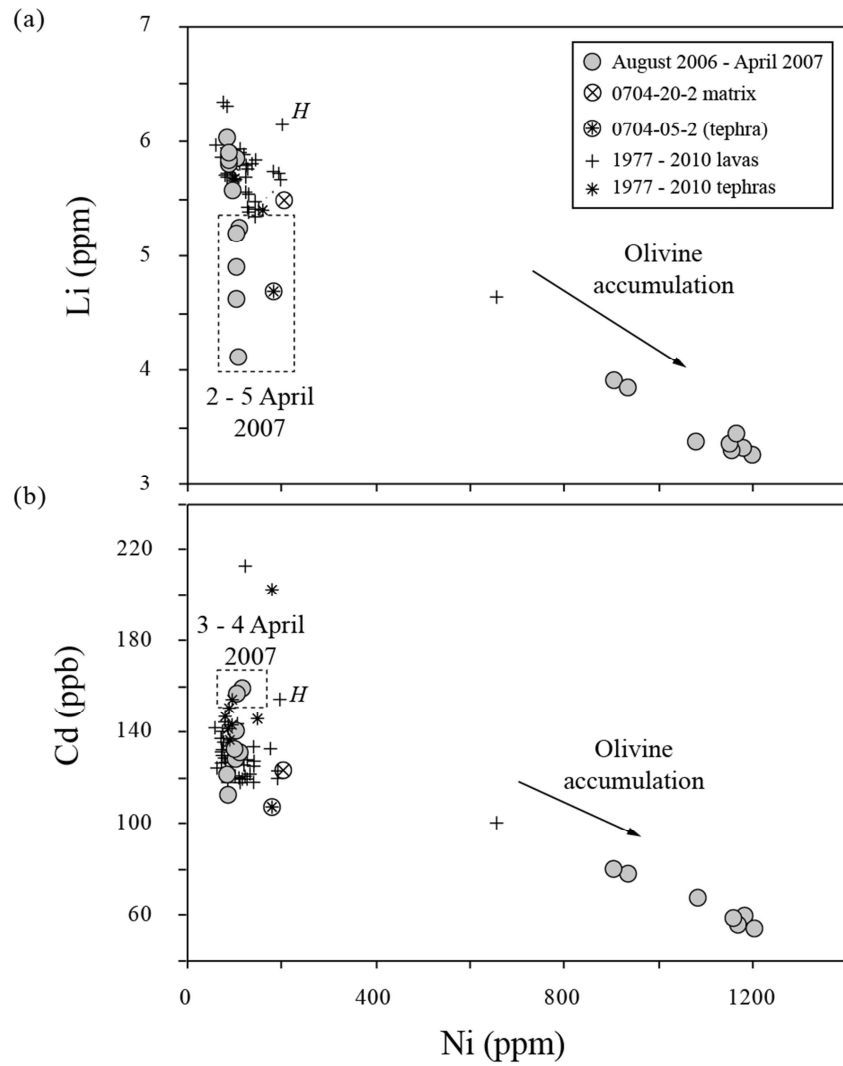 (a)
7
6
5
4
3
Li (ppm)
H
August 2006 - April 2007
0704-20-2 matrix
0704-05-2 (tephra)
1977 - 2010 lavas
1977 - 2010 tephras
Olivine
accumulation
2 - 5 April
2007
(b)
220
180
140
100
60
Cd (ppb)
3 - 4 April
2007
H
Olivine
accumulation
0
400
800
1200
Ni (ppm)